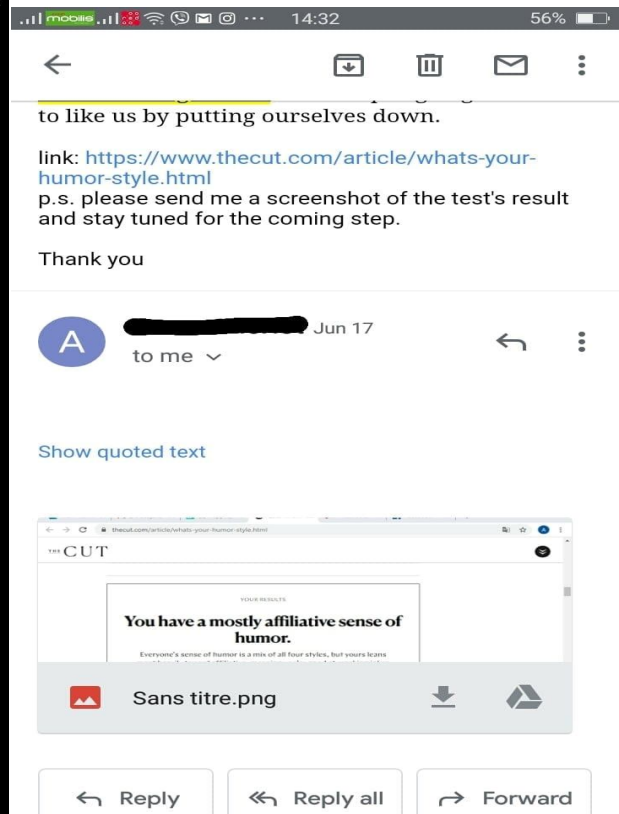 mobilis 14:32 56%
to like us by putting ourselves down.
link: https://www.thecut.com/article/whats-your-
humor-style.html
p.s. please send me a screenshot of the test's result
and stay tuned for the coming step.
Thank you
A
Jun 17
to me
Show quoted text
thecut.com/article/whats-your-humor-style.html
THE CUT
YOUR RESULTS
You have a mostly affiliative sense of
humor.
Everyone's sense of humor is a mix of all four styles, but yours leans
Sans titre.png
Reply Reply all Forward